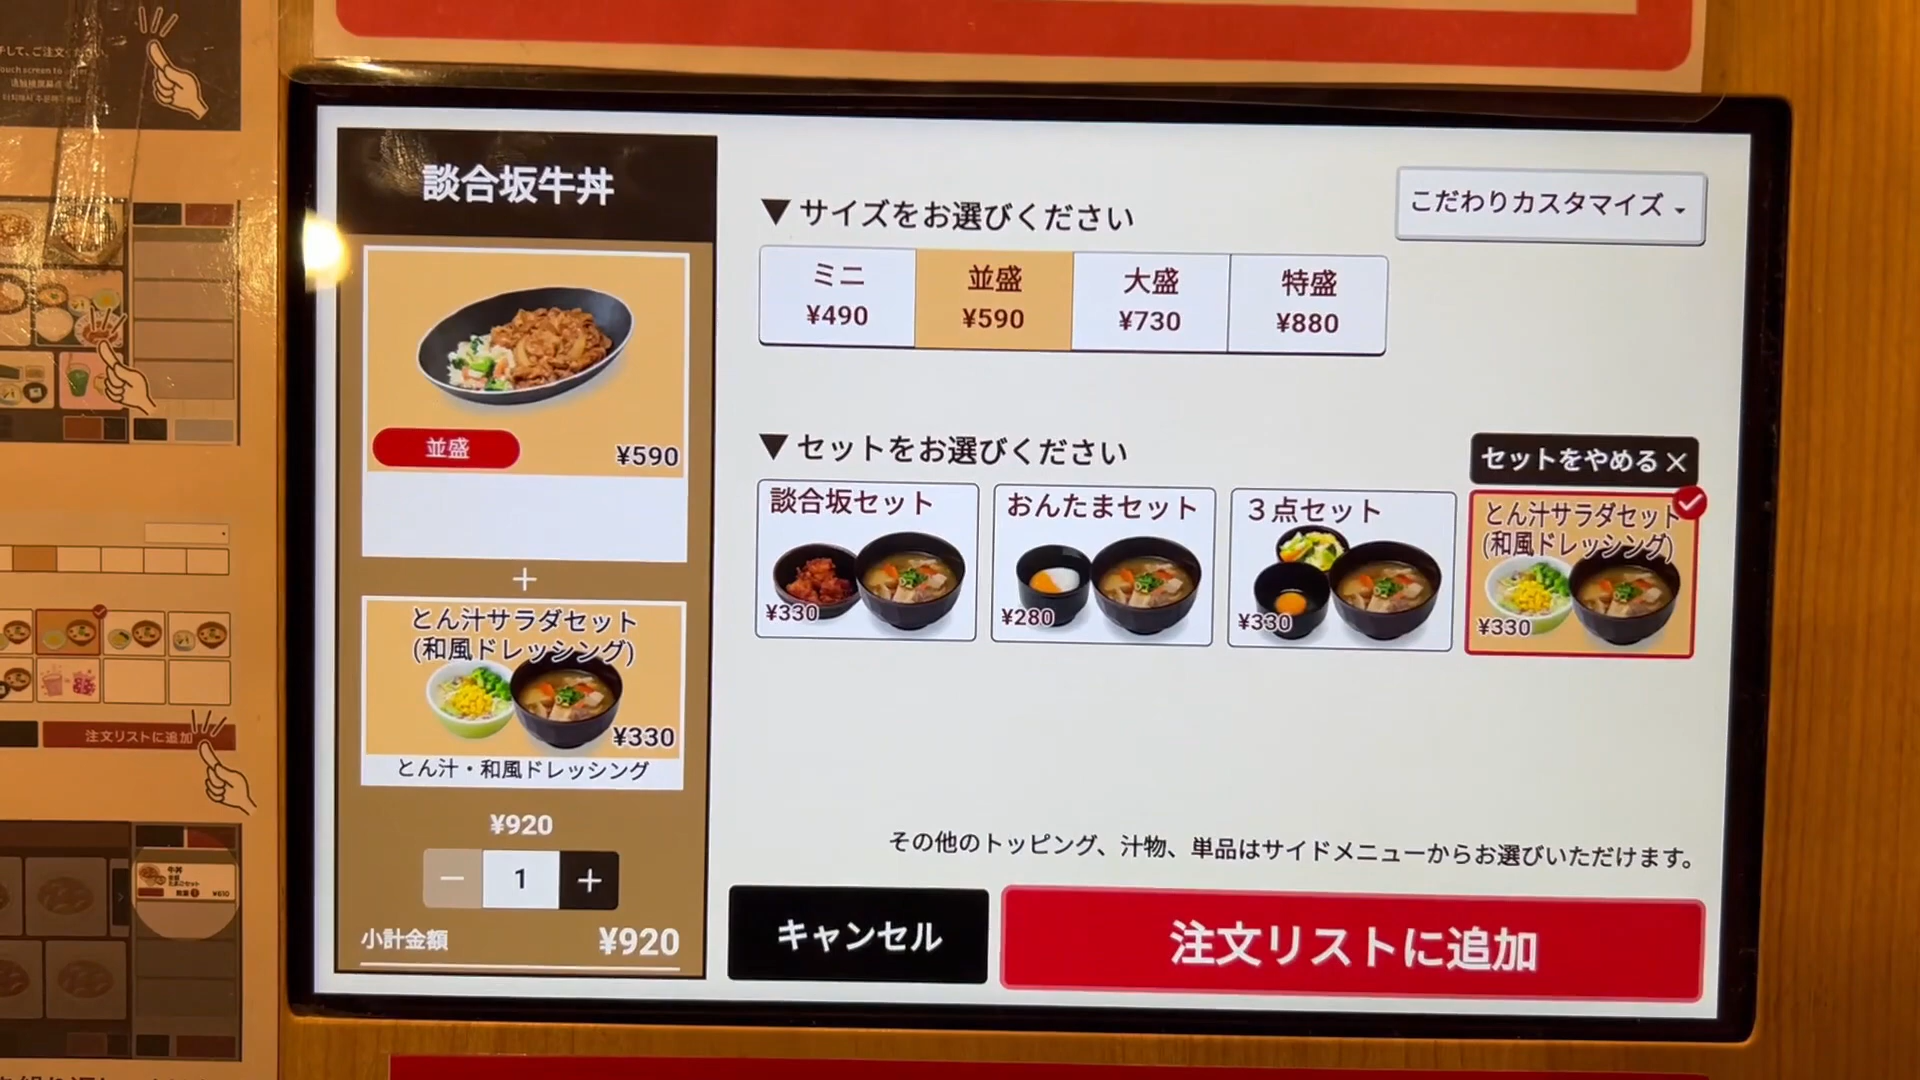 談合坂牛丼
並盛
¥590
+
とん汁サラダセット
(和風ドレッシング)
¥330
とん汁・和風ドレッシング
¥920
− 1 +
小計金額 ¥920
▼サイズをお選びください
こだわりカスタマイズ
ミニ
¥490
並盛
¥590
大盛
¥730
特盛
¥880
▼セットをお選びください
セットをやめる×
談合坂セット
¥330
おんたまセット
¥280
3点セット
¥330
とん汁サラダセット
(和風ドレッシング)
¥330
その他のトッピング、汁物、単品はサイドメニューからお選びいただけます。
キャンセル
注文リストに追加
注文リストに追加
牛丼
¥610